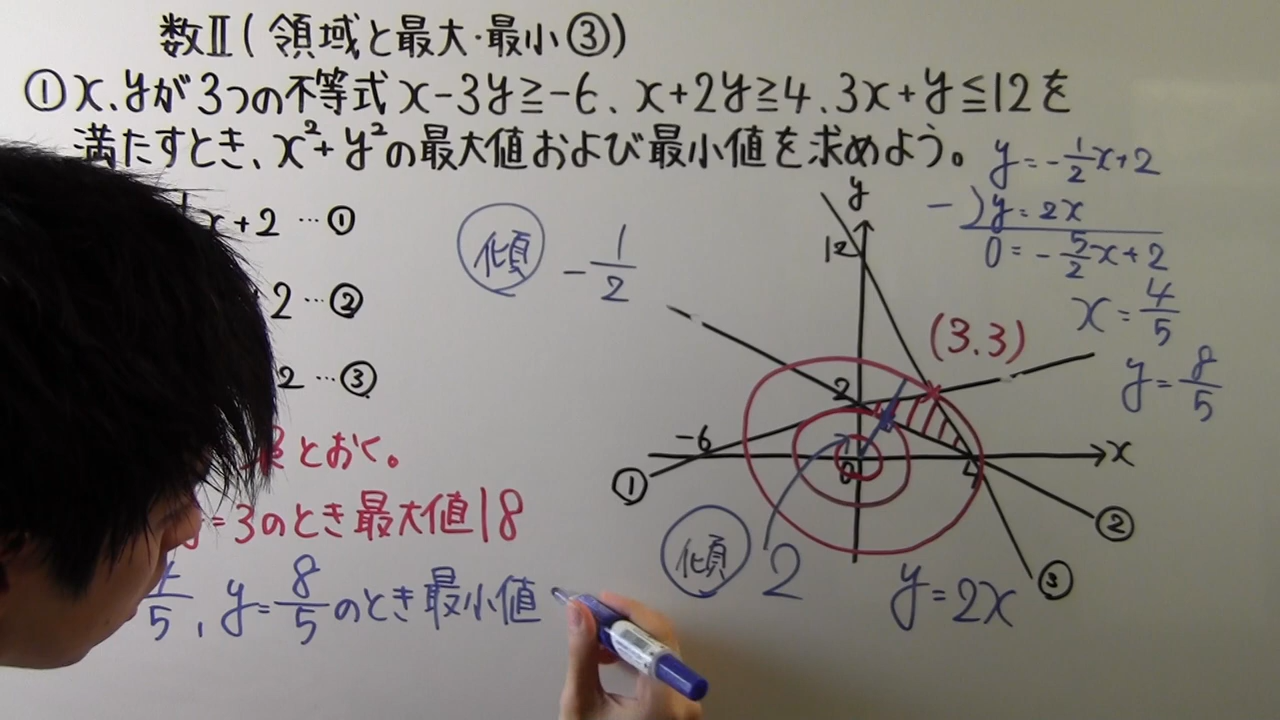 数Ⅱ(領域と最大・最小③)
①x、yが3つの不等式 x-3y≧-6、x+2y≧4、3x+y≦12を
満たすとき、x²+y²の最大値および最小値を求めよう。
x+2 …①
2 …②
2 …③
とおく。
=3のとき最大値18
5、y=8/5のとき最小値
傾 -1/2
y=-1/2x+2
-)y=2x
0=-5/2x+2
x=4/5
y=8/5
y
12
(3.3)
2
-6
0
4
x
①
②
③
傾 2
y=2x